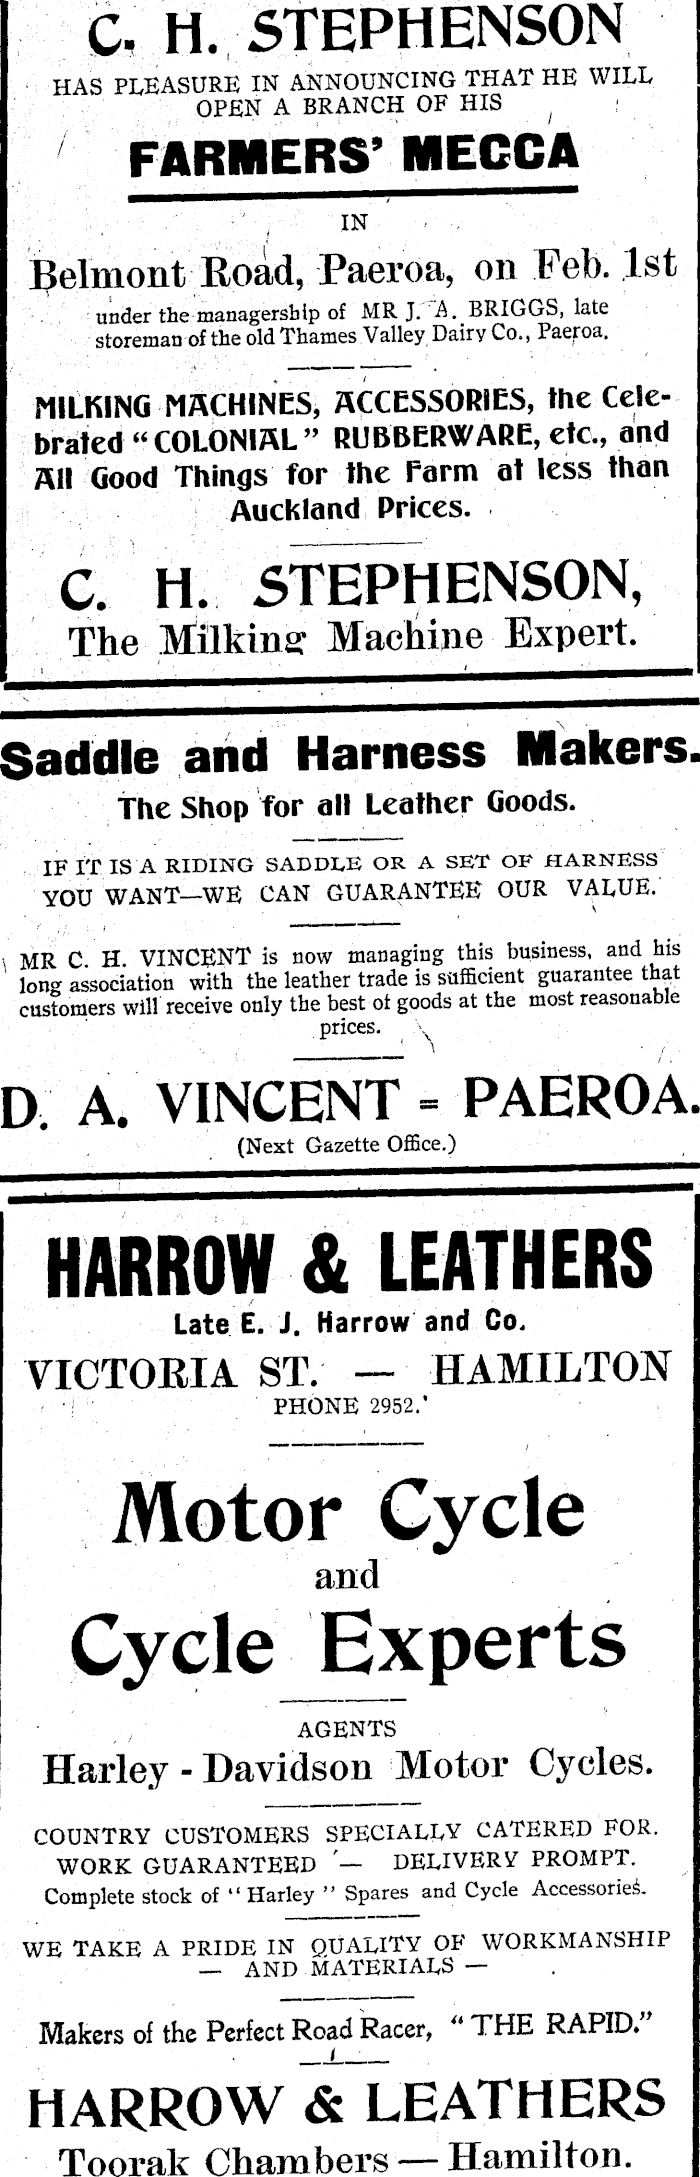 C. H. STEPHENSON
HAS PLEASURE IN ANNOUNCING THAT HE WILL
OPEN A BRANCH OF HIS
FARMERS' MECCA
IN
Belmont Road, Paeroa, on Feb. 1st
under the managership of MR J. A. BRIGGS, late
storeman of the old Thames Valley Dairy Co., Paeroa.
MILKING MACHINES, ACCESSORIES, the Cele-
brated "COLONIAL" RUBBERWARE, etc., and
All Good Things for the Farm at less than
Auckland Prices.
C. H. STEPHENSON,
The Milking Machine Expert.
Saddle and Harness Makers.
The Shop for all Leather Goods.
IF IT IS A RIDING SADDLE OR A SET OF HARNESS
YOU WANT—WE CAN GUARANTEE OUR VALUE.
MR C. H. VINCENT is now managing this business, and his
long association with the leather trade is sufficient guarantee that
customers will receive only the best of goods at the most reasonable
prices.
D. A. VINCENT = PAEROA.
(Next Gazette Office.)
HARROW & LEATHERS
Late E. J. Harrow and Co.
VICTORIA ST. — HAMILTON
PHONE 2952.
Motor Cycle
and
Cycle Experts
AGENTS
Harley - Davidson Motor Cycles.
COUNTRY CUSTOMERS SPECIALLY CATERED FOR.
WORK GUARANTEED — DELIVERY PROMPT.
Complete stock of "Harley" Spares and Cycle Accessories.
WE TAKE A PRIDE IN QUALITY OF WORKMANSHIP
— AND MATERIALS —
Makers of the Perfect Road Racer, "THE RAPID."
HARROW & LEATHERS
Toorak Chambers — Hamilton.